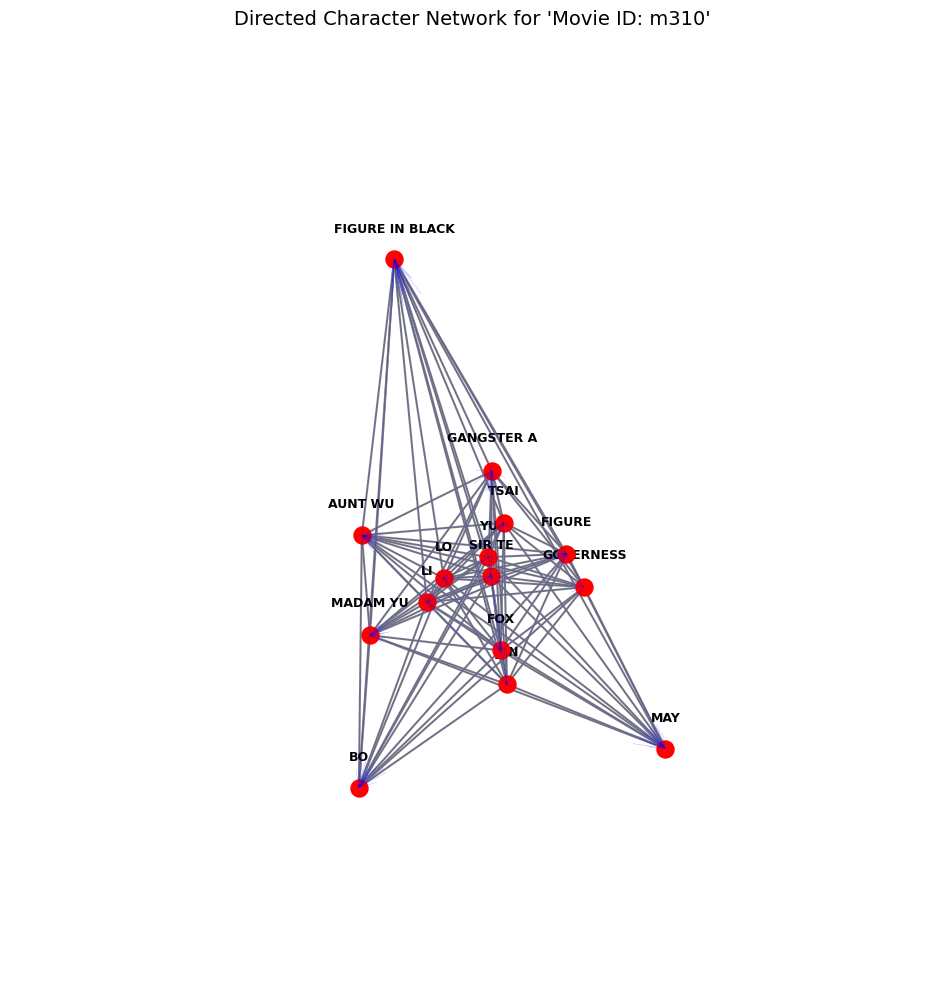 Directed Character Network for 'Movie ID: m310'
FIGURE IN BLACK
GANGSTER A
TSAI
AUNT WU
YU
FIGURE
LO
SIR TE
GOVERNESS
LI
MADAM YU
FOX
MAY
BO